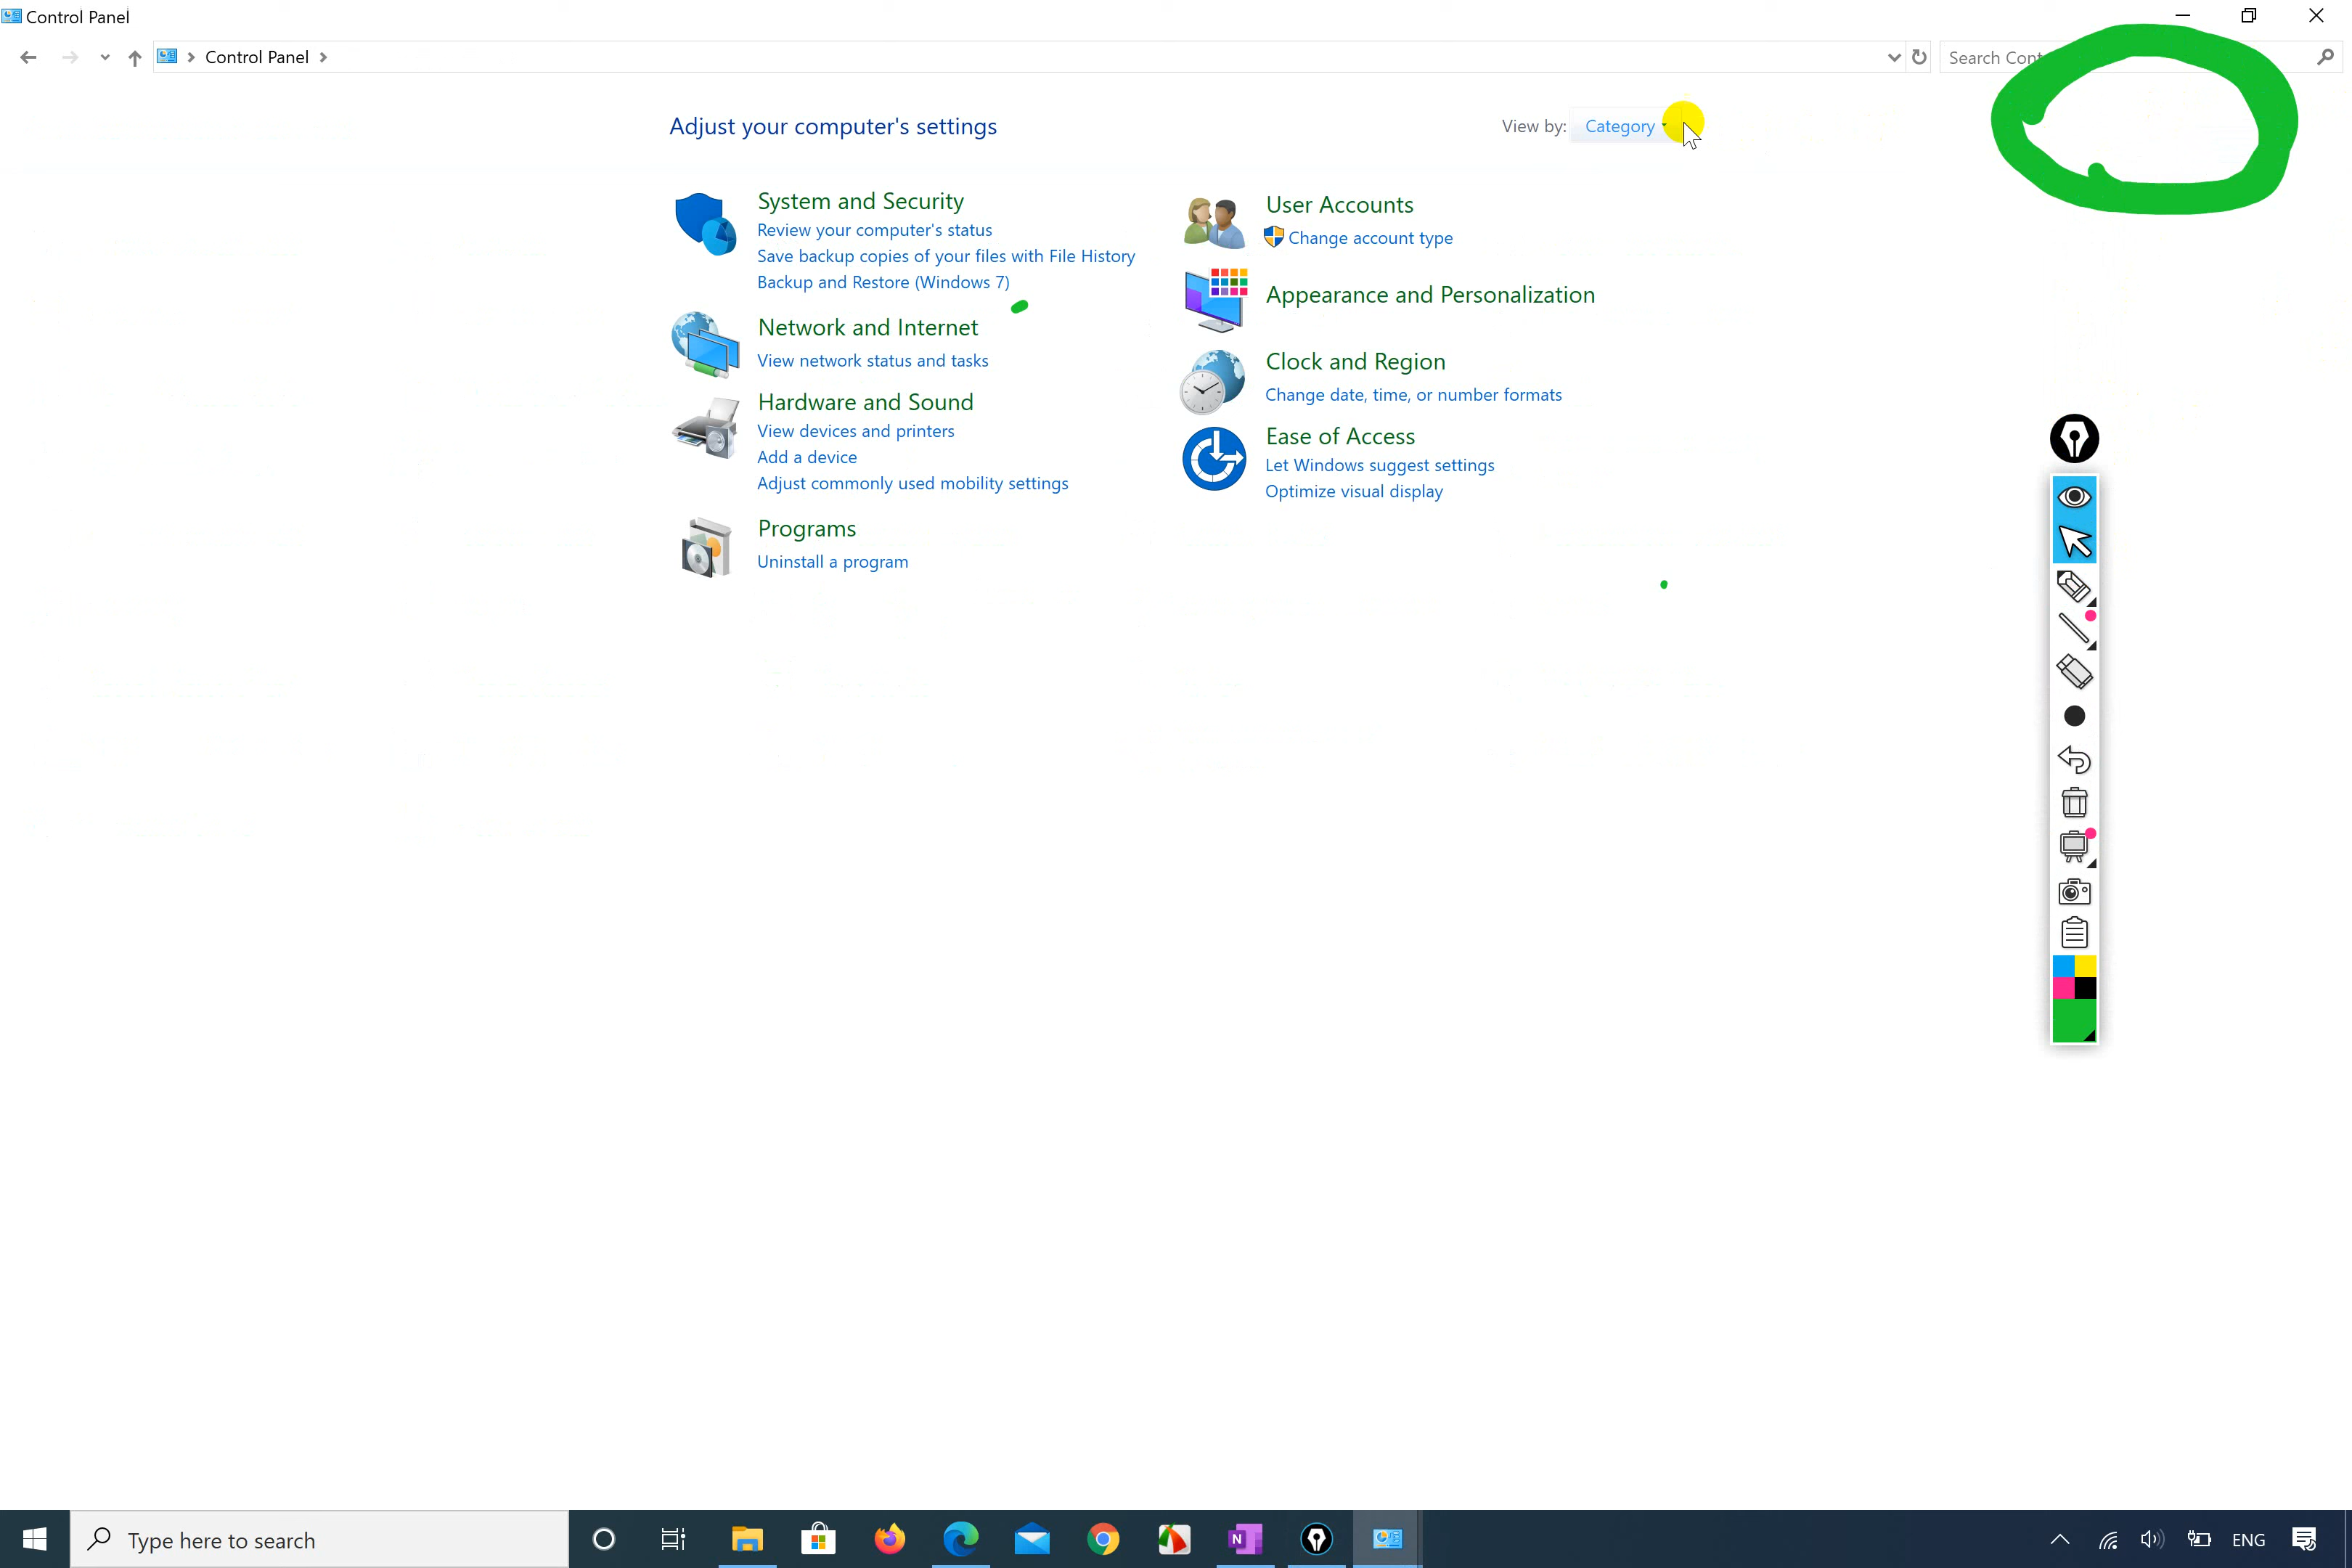 Control Panel
Control Panel
Search Cont
Adjust your computer's settings
View by: Category
System and Security
Review your computer's status
Save backup copies of your files with File History
Backup and Restore (Windows 7)
Network and Internet
View network status and tasks
Hardware and Sound
View devices and printers
Add a device
Adjust commonly used mobility settings
Programs
Uninstall a program
User Accounts
Change account type
Appearance and Personalization
Clock and Region
Change date, time, or number formats
Ease of Access
Let Windows suggest settings
Optimize visual display
Type here to search
N
ENG